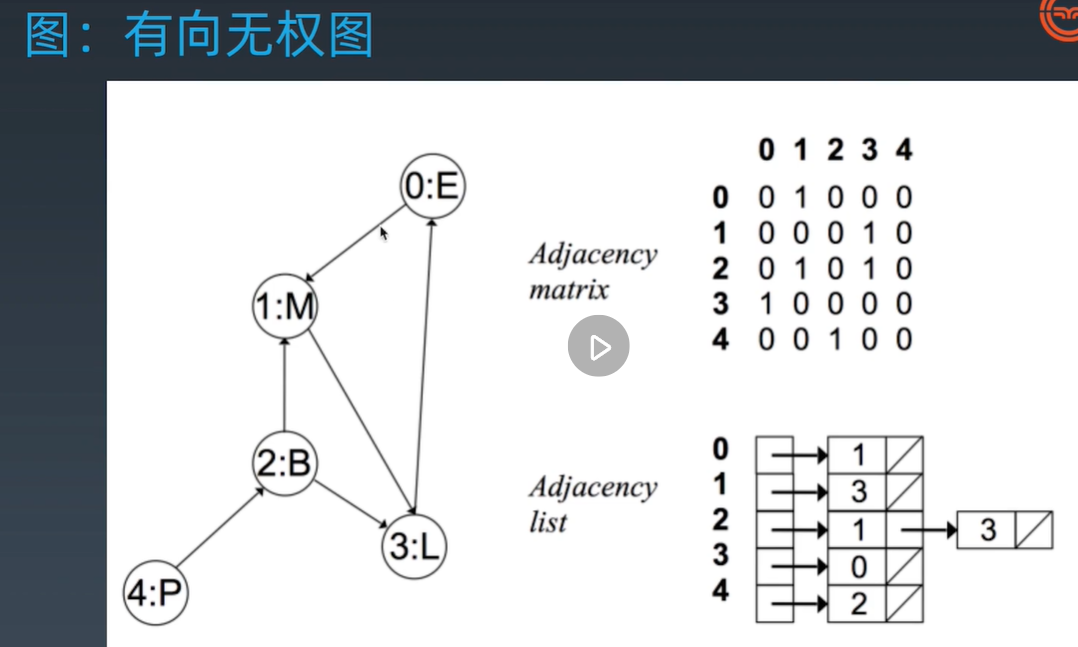 图：有向无权图
0:E
1:M
2:B
3:L
4:P
Adjacency
matrix
0 1 2 3 4
0 0 1 0 0 0
1 0 0 0 1 0
2 0 1 0 1 0
3 1 0 0 0 0
4 0 0 1 0 0
Adjacency
list
0 1
1 3
2 1 3
3 0
4 2